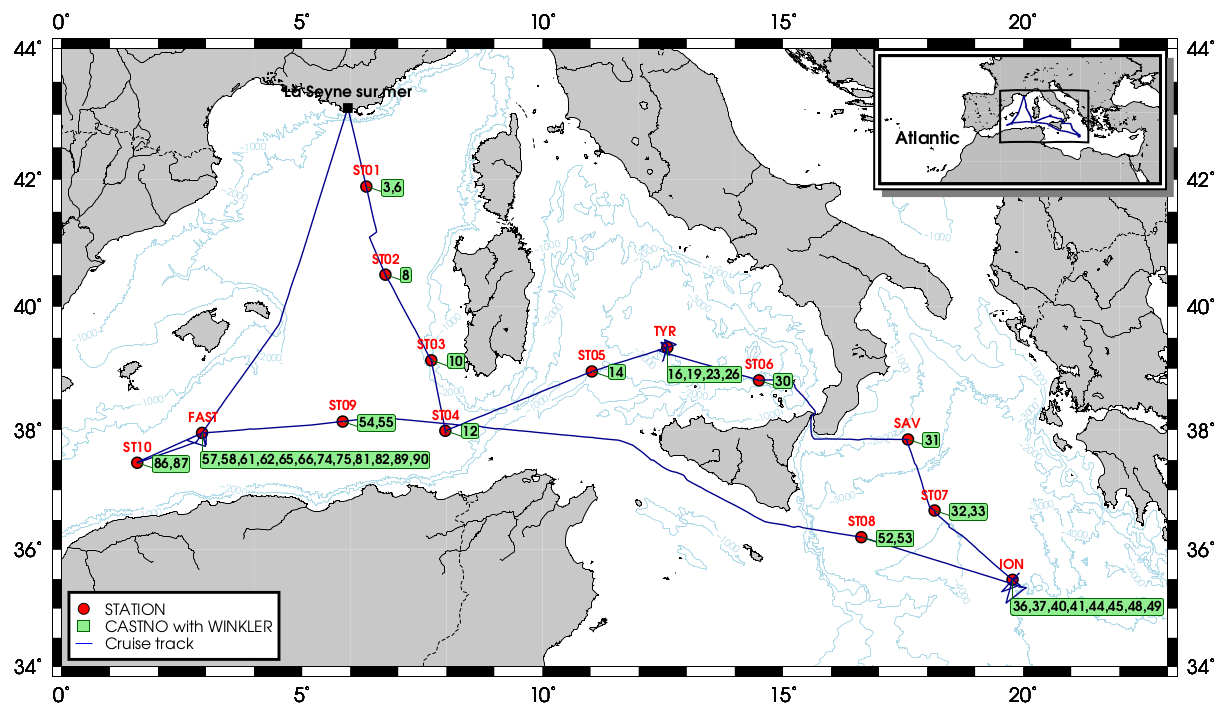 0° 5° 10° 15° 20°
44° 44°
La Seyne sur mer
Atlantic
-1000
ST01
3,6
42° 42°
-1000
ST02
8
40° 40°
-1000
TYR
ST03
10
ST05
14
ST06
16,19,23,26
30
FAST
ST09
54,55
ST04
12
38° 38°
SAV
31
ST10
86,87
57,58,61,62,65,66,74,75,81,82,89,90
ST07
32,33
ST08
52,53
36° 36°
ION
36,37,40,41,44,45,48,49
STATION
CASTNO with WINKLER
Cruise track
34° 34°
0° 5° 10° 15° 20°